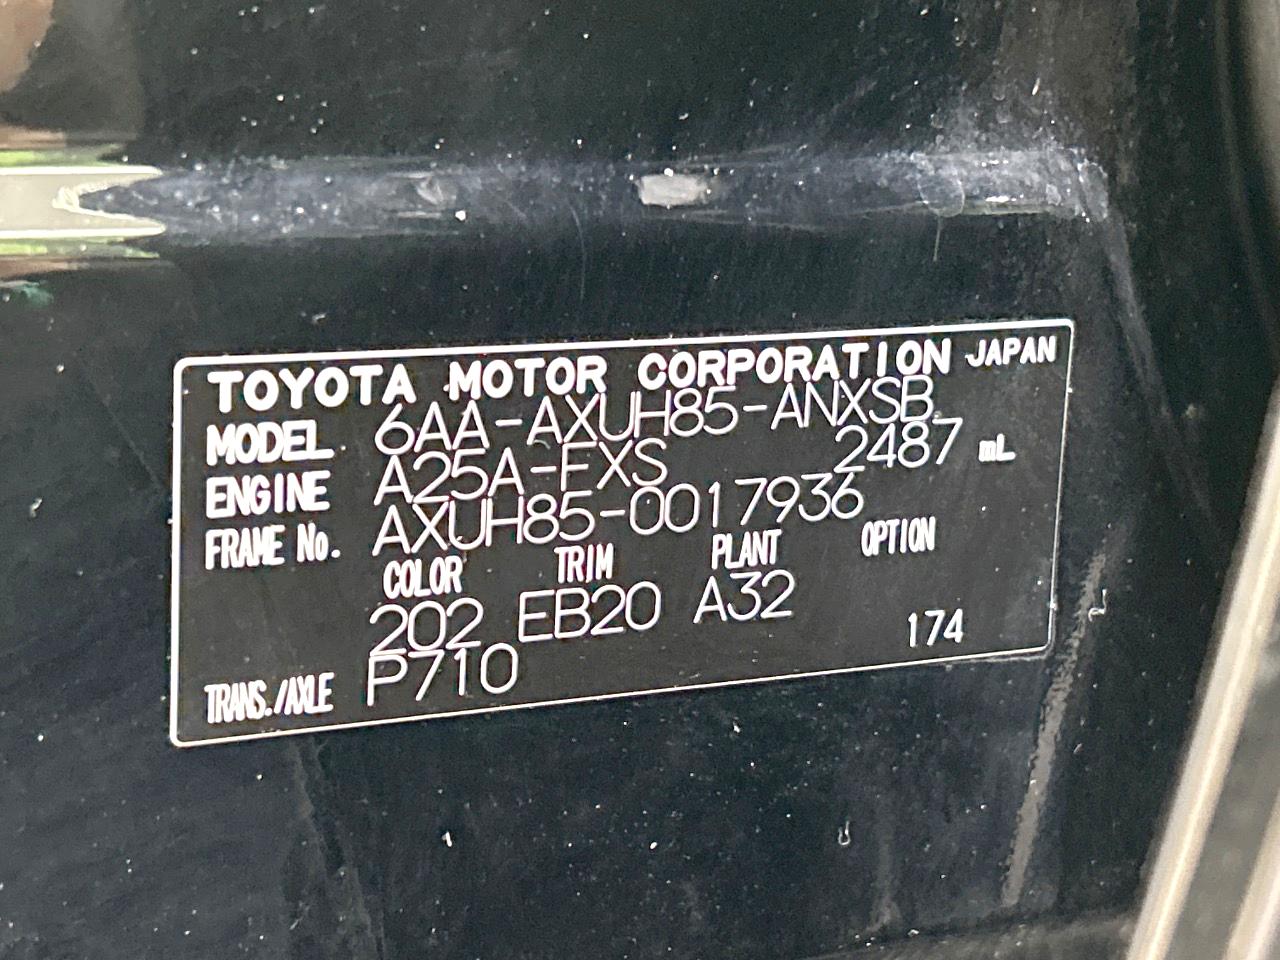 TOYOTA MOTOR CORPORATION JAPAN
MODEL 6AA-AXUH85-ANXSB
ENGINE A25A-FXS 2487 mL
FRAME No. AXUH85-0017936
COLOR TRIM PLANT OPTION
202 EB20 A32
174
TRANS./AXLE P710